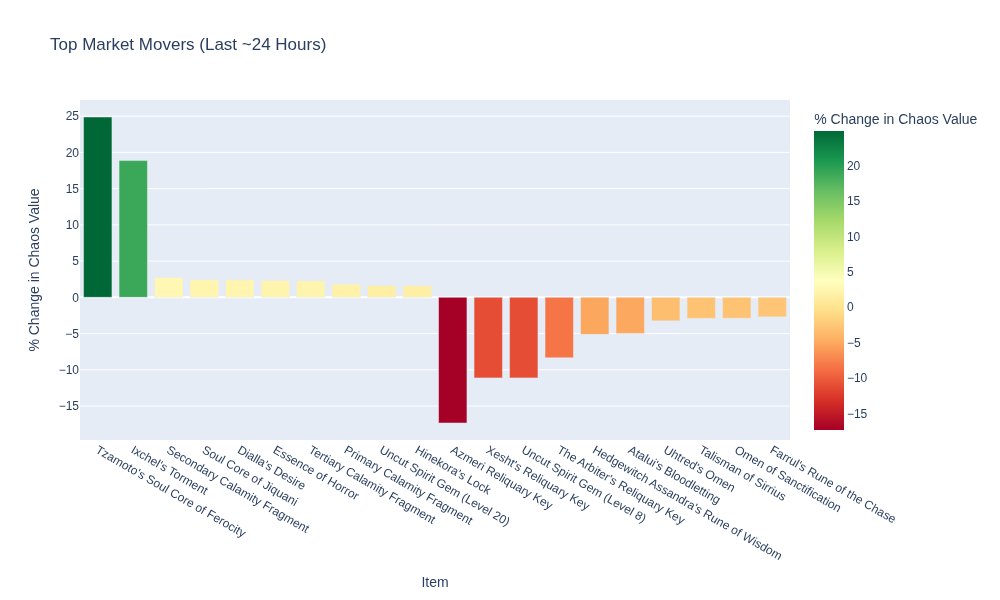 Top Market Movers (Last ~24 Hours)
% Change in Chaos Value
25
20
15
10
5
0
−5
−10
−15
% Change in Chaos Value
20
15
10
5
0
−5
−10
−15
Tzamoto's Soul Core of Ferocity
Ixchel's Torment
Secondary Calamity Fragment
Soul Core of Jiquani
Dialla's Desire
Essence of Horror
Tertiary Calamity Fragment
Primary Calamity Fragment
Uncut Spirit Gem (Level 20)
Hinekora's Lock
Azmeri Reliquary Key
Xesht's Reliquary Key
Uncut Spirit Gem (Level 8)
The Arbiter's Reliquary Key
Hedgewitch Assandra's Rune of Wisdom
Atalui's Bloodletting
Uhtred's Omen
Talisman of Sirrius
Omen of Sanctification
Farrul's Rune of the Chase
Item